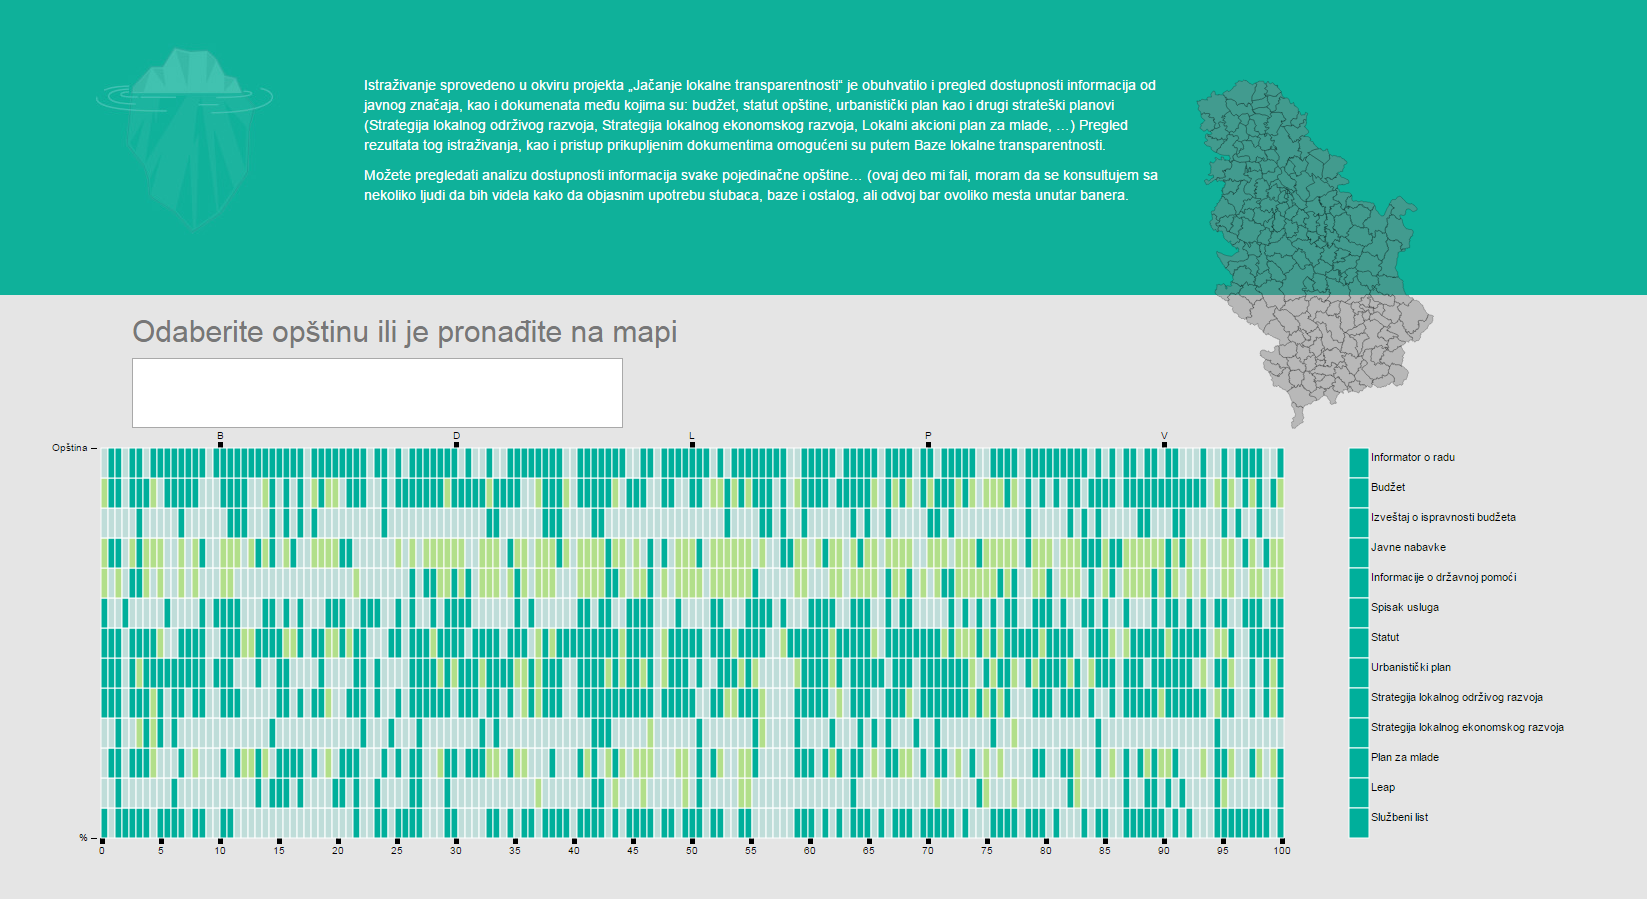 Istraživanje sprovedeno u okviru projekta „Jačanje lokalne transparentnosti“ je obuhvatilo i pregled dostupnosti informacija od
javnog značaja, kao i dokumenata među kojima su: budžet, statut opštine, urbanistički plan kao i drugi strateški planovi
(Strategija lokalnog održivog razvoja, Strategija lokalnog ekonomskog razvoja, Lokalni akcioni plan za mlade, …) Pregled
rezultata tog istraživanja, kao i pristup prikupljenim dokumentima omogućeni su putem Baze lokalne transparentnosti.
Možete pregledati analizu dostupnosti informacija svake pojedinačne opštine… (ovaj deo mi fali, moram da se konsultujem sa
nekoliko ljudi da bih videla kako da objasnim upotrebu stubaca, baze i ostalog, ali odvoj bar ovoliko mesta unutar banera.
Odaberite opštinu ili je pronađite na mapi
B D L P V
Opština
Informator o radu
Budžet
Izveštaj o ispravnosti budžeta
Javne nabavke
Informacije o državnoj pomoći
Spisak usluga
Statut
Urbanistički plan
Strategija lokalnog održivog razvoja
Strategija lokalnog ekonomskog razvoja
Plan za mlade
Leap
Službeni list
%
0 5 10 15 20 25 30 35 40 45 50 55 60 65 70 75 80 85 90 95 100